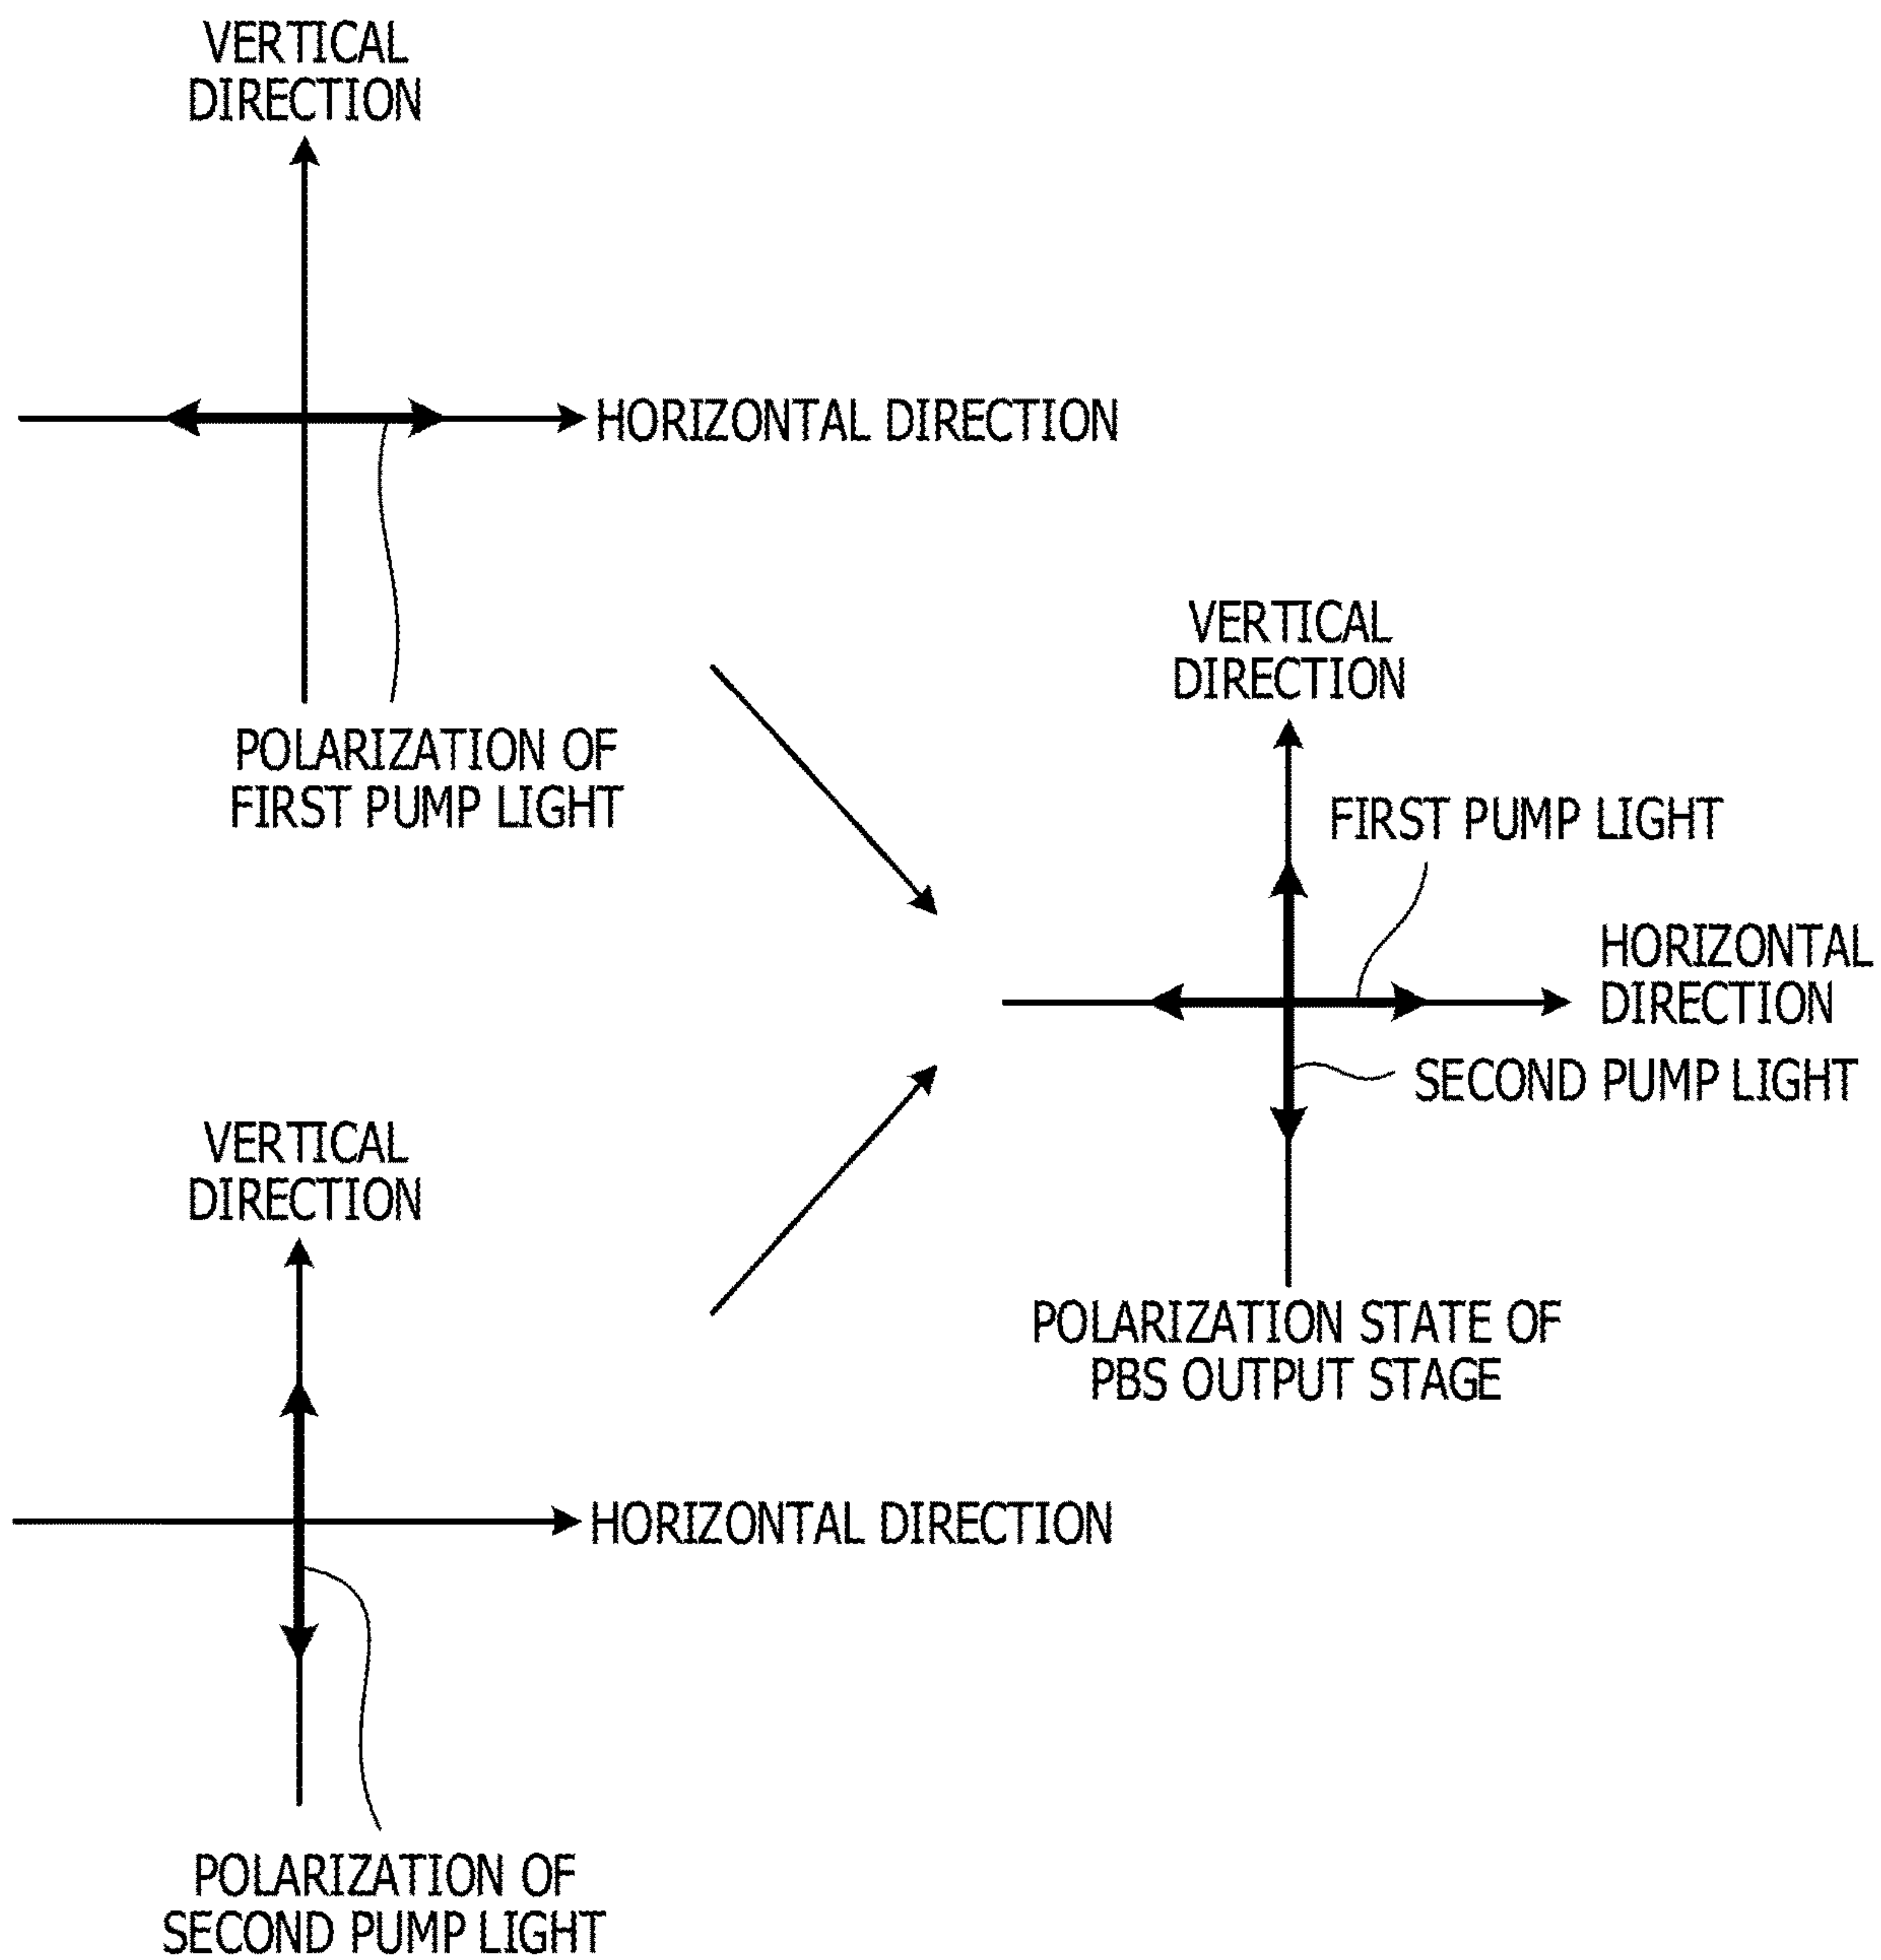 VERTICAL
DIRECTION
HORIZONTAL DIRECTION
POLARIZATION OF
FIRST PUMP LIGHT
VERTICAL
DIRECTION
FIRST PUMP LIGHT
HORIZONTAL
DIRECTION
SECOND PUMP LIGHT
POLARIZATION STATE OF
PBS OUTPUT STAGE
VERTICAL
DIRECTION
HORIZONTAL DIRECTION
POLARIZATION OF
SECOND PUMP LIGHT